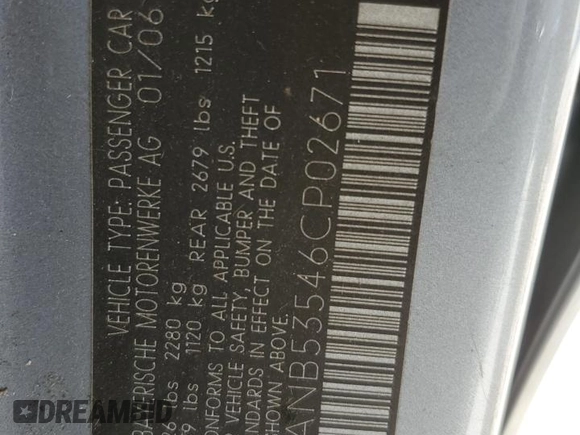 VEHICLE TYPE: PASSENGER CAR
BAYERISCHE MOTORENWERKE AG 01/06
lbs 2280 kg
lbs 1120 kg REAR 2679 lbs 1215 kg
CONFORMS TO ALL APPLICABLE U.S.
VEHICLE SAFETY, BUMPER AND THEFT
STANDARDS IN EFFECT ON THE DATE OF
SHOWN ABOVE.
NB53546CP02671
DREAMBID